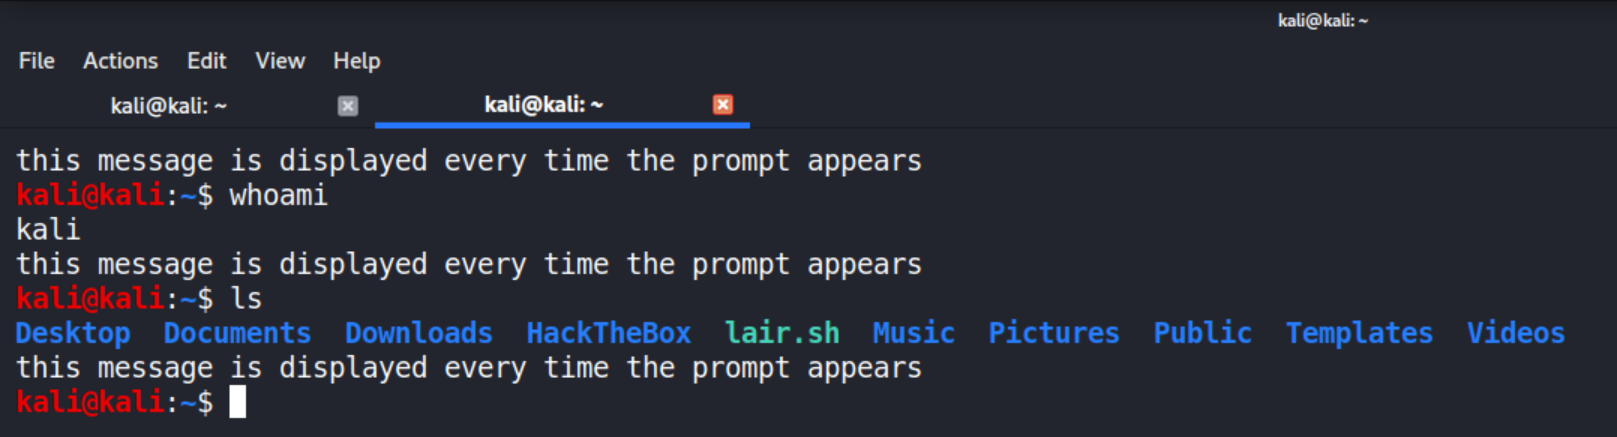 kali@kali: ~
File Actions Edit View Help
kali@kali: ~ kali@kali: ~
this message is displayed every time the prompt appears
kali@kali:~$ whoami
kali
this message is displayed every time the prompt appears
kali@kali:~$ ls
Desktop Documents Downloads HackTheBox lair.sh Music Pictures Public Templates Videos
this message is displayed every time the prompt appears
kali@kali:~$